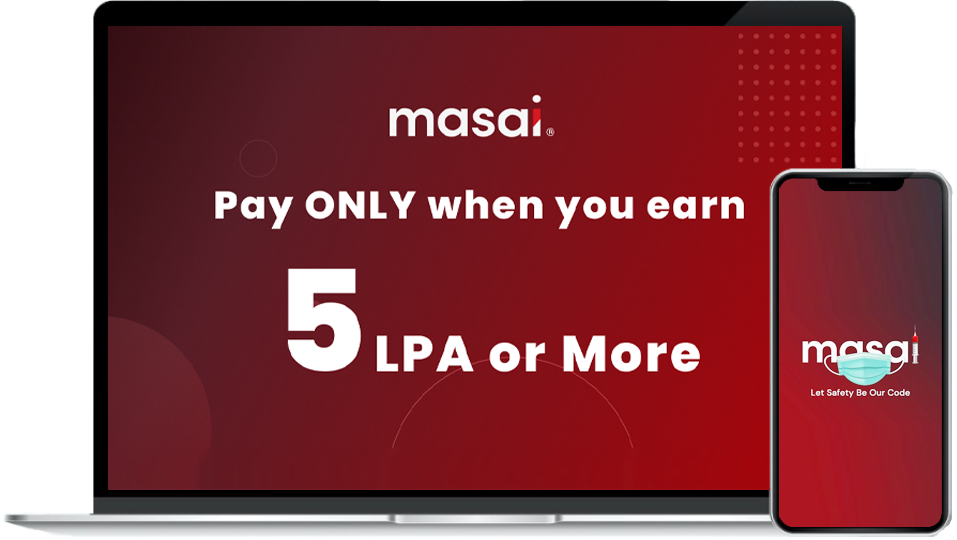 masai®
Pay ONLY when you earn
5 LPA or More
masai
Let Safety Be Our Code